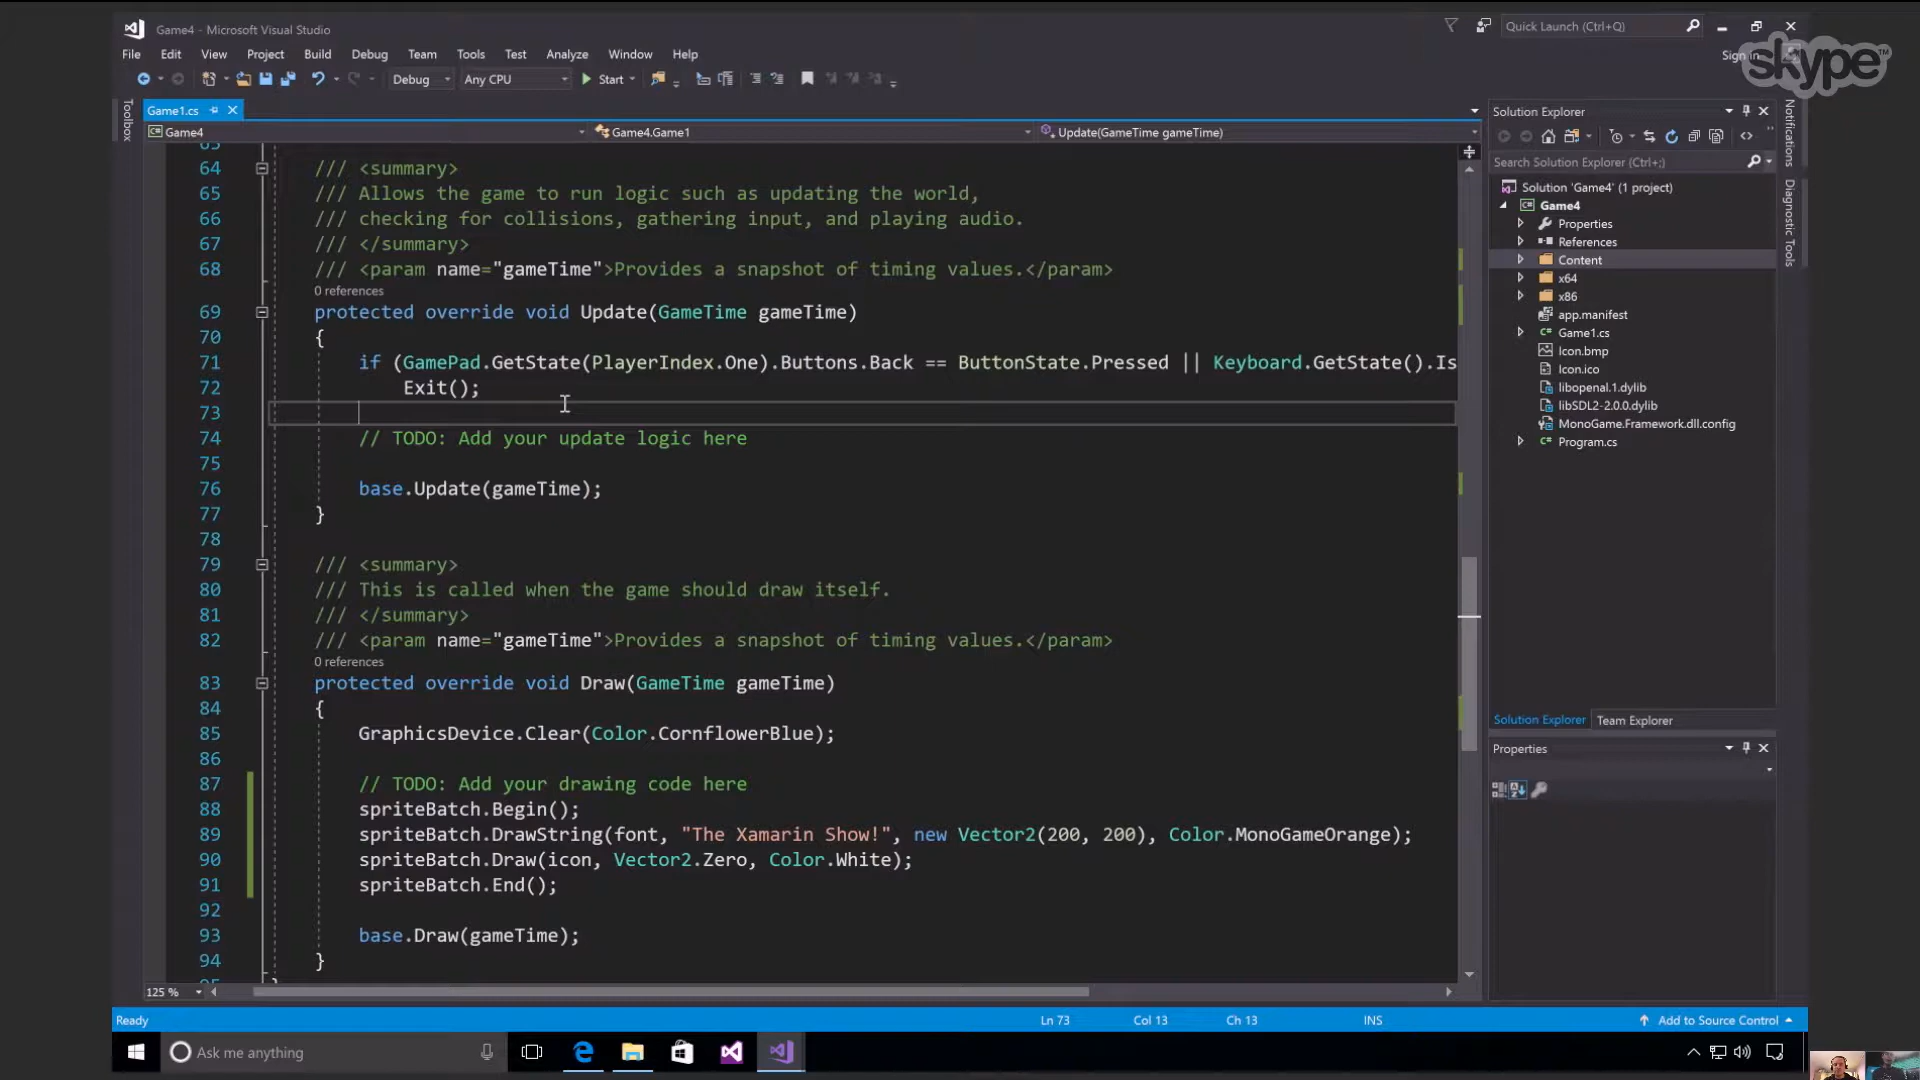 Game4 - Microsoft Visual Studio
Quick Launch (Ctrl+Q)
File Edit View Project Build Debug Team Tools Test Analyze Window Help
Sign in
skype™
Debug Any CPU Start
Toolbox
Game1.cs
Game4 Game4.Game1 Update(GameTime gameTime)
63
64 /// <summary>
65 /// Allows the game to run logic such as updating the world,
66 /// checking for collisions, gathering input, and playing audio.
67 /// </summary>
68 /// <param name="gameTime">Provides a snapshot of timing values.</param>
0 references
69 protected override void Update(GameTime gameTime)
70 {
71 if (GamePad.GetState(PlayerIndex.One).Buttons.Back == ButtonState.Pressed || Keyboard.GetState().Is
72 Exit();
73
74 // TODO: Add your update logic here
75
76 base.Update(gameTime);
77 }
78
79 /// <summary>
80 /// This is called when the game should draw itself.
81 /// </summary>
82 /// <param name="gameTime">Provides a snapshot of timing values.</param>
0 references
83 protected override void Draw(GameTime gameTime)
84 {
85 GraphicsDevice.Clear(Color.CornflowerBlue);
86
87 // TODO: Add your drawing code here
88 spriteBatch.Begin();
89 spriteBatch.DrawString(font, "The Xamarin Show!", new Vector2(200, 200), Color.MonoGameOrange);
90 spriteBatch.Draw(icon, Vector2.Zero, Color.White);
91 spriteBatch.End();
92
93 base.Draw(gameTime);
94 }
95 }
125 %
Solution Explorer
Search Solution Explorer (Ctrl+;)
Solution 'Game4' (1 project)
Game4
Properties
References
Content
x64
x86
app.manifest
Game1.cs
Icon.bmp
Icon.ico
libopenal.1.dylib
libSDL2-2.0.0.dylib
MonoGame.Framework.dll.config
Program.cs
Solution Explorer Team Explorer
Properties
Notifications
Diagnostic Tools
Ready Ln 73 Col 13 Ch 13 INS Add to Source Control
Ask me anything